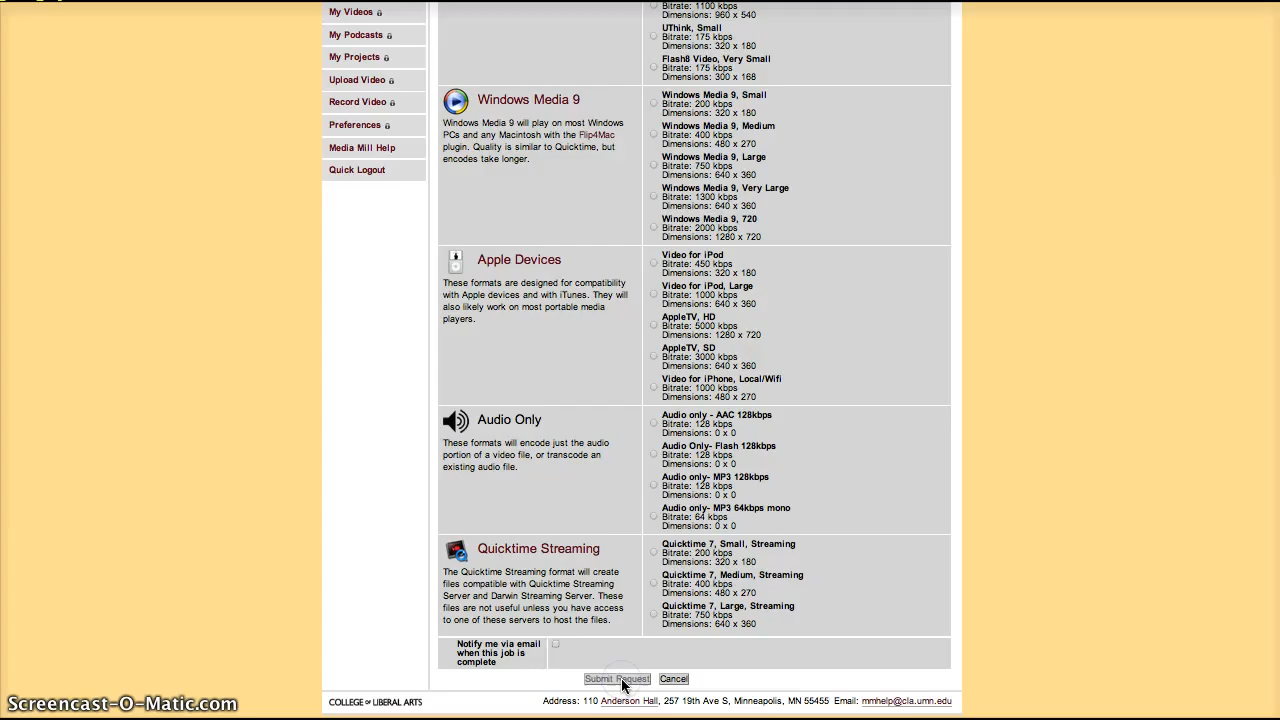 My Videos
My Podcasts
My Projects
Upload Video
Record Video
Preferences
Media Mill Help
Quick Logout
Bitrate: 1100 kbps
Dimensions: 960 x 540
UThink, Small
Bitrate: 175 kbps
Dimensions: 320 x 180
Flash8 Video, Very Small
Bitrate: 175 kbps
Dimensions: 300 x 168
Windows Media 9
Windows Media 9 will play on most Windows
PCs and any Macintosh with the Flip4Mac
plugin. Quality is similar to Quicktime, but
encodes take longer.
Windows Media 9, Small
Bitrate: 200 kbps
Dimensions: 320 x 180
Windows Media 9, Medium
Bitrate: 400 kbps
Dimensions: 480 x 270
Windows Media 9, Large
Bitrate: 750 kbps
Dimensions: 640 x 360
Windows Media 9, Very Large
Bitrate: 1300 kbps
Dimensions: 640 x 360
Windows Media 9, 720
Bitrate: 2000 kbps
Dimensions: 1280 x 720
Apple Devices
These formats are designed for compatibility
with Apple devices and with iTunes. They will
also likely work on most portable media
players.
Video for iPod
Bitrate: 450 kbps
Dimensions: 320 x 180
Video for iPod, Large
Bitrate: 1000 kbps
Dimensions: 640 x 360
AppleTV, HD
Bitrate: 5000 kbps
Dimensions: 1280 x 720
AppleTV, SD
Bitrate: 3000 kbps
Dimensions: 640 x 360
Video for iPhone, Local/Wifi
Bitrate: 1000 kbps
Dimensions: 480 x 270
Audio Only
These formats will encode just the audio
portion of a video file, or transcode an
existing audio file.
Audio only - AAC 128kbps
Bitrate: 128 kbps
Dimensions: 0 x 0
Audio Only- Flash 128kbps
Bitrate: 128 kbps
Dimensions: 0 x 0
Audio only- MP3 128kbps
Bitrate: 128 kbps
Dimensions: 0 x 0
Audio only- MP3 64kbps mono
Bitrate: 64 kbps
Dimensions: 0 x 0
Quicktime Streaming
The Quicktime Streaming format will create
files compatible with Quicktime Streaming
Server and Darwin Streaming Server. These
files are not useful unless you have access
to one of these servers to host the files.
Quicktime 7, Small, Streaming
Bitrate: 200 kbps
Dimensions: 320 x 180
Quicktime 7, Medium, Streaming
Bitrate: 400 kbps
Dimensions: 480 x 270
Quicktime 7, Large, Streaming
Bitrate: 750 kbps
Dimensions: 640 x 360
Notify me via email
when this job is
complete
Submit Request Cancel
COLLEGE OF LIBERAL ARTS
Address: 110 Anderson Hall, 257 19th Ave S, Minneapolis, MN 55455 Email: mmhelp@cla.umn.edu
Screencast-O-Matic.com